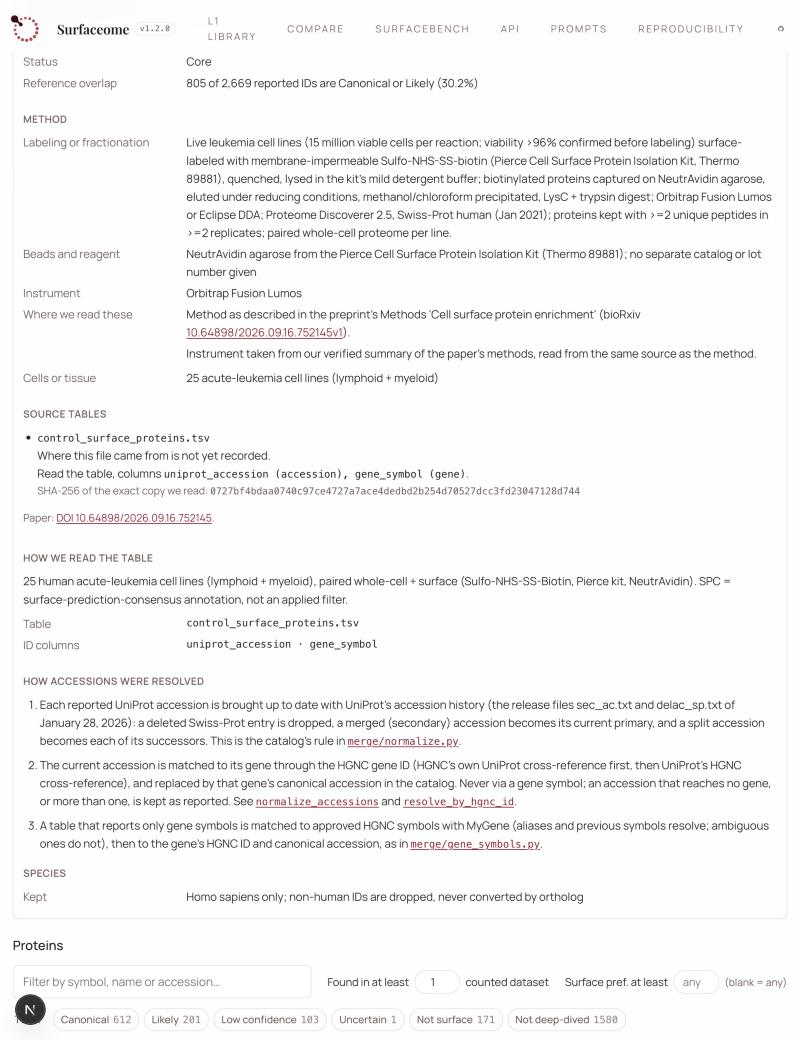 L1
LIBRARY
Surfaceome v1.2.0 COMPARE SURFACEBENCH API PROMPTS REPRODUCIBILITY
Status Core
Reference overlap 805 of 2,669 reported IDs are Canonical or Likely (30.2%)
METHOD
Labeling or fractionation Live leukemia cell lines (15 million viable cells per reaction; viability >96% confirmed before labeling) surface-
labeled with membrane-impermeable Sulfo-NHS-SS-biotin (Pierce Cell Surface Protein Isolation Kit, Thermo
89881), quenched, lysed in the kit's mild detergent buffer; biotinylated proteins captured on NeutrAvidin agarose,
eluted under reducing conditions, methanol/chloroform precipitated, LysC + trypsin digest; Orbitrap Fusion Lumos
or Eclipse DDA; Proteome Discoverer 2.5, Swiss-Prot human (Jan 2021); proteins kept with >=2 unique peptides in
>=2 replicates; paired whole-cell proteome per line.
Beads and reagent NeutrAvidin agarose from the Pierce Cell Surface Protein Isolation Kit (Thermo 89881); no separate catalog or lot
number given
Instrument Orbitrap Fusion Lumos
Where we read these Method as described in the preprint's Methods 'Cell surface protein enrichment' (bioRxiv
10.64898/2026.09.16.752145v1).
Instrument taken from our verified summary of the paper's methods, read from the same source as the method.
Cells or tissue 25 acute-leukemia cell lines (lymphoid + myeloid)
SOURCE TABLES
• control_surface_proteins.tsv
Where this file came from is not yet recorded.
Read the table, columns uniprot_accession (accession), gene_symbol (gene).
SHA-256 of the exact copy we read: 0727bf4bdaa0740c97ce4727a7ace4dedbd2b254d70527dcc3fd23047128d744
Paper: DOI 10.64898/2026.09.16.752145.
HOW WE READ THE TABLE
25 human acute-leukemia cell lines (lymphoid + myeloid), paired whole-cell + surface (Sulfo-NHS-SS-Biotin, Pierce kit, NeutrAvidin). SPC =
surface-prediction-consensus annotation, not an applied filter.
Table control_surface_proteins.tsv
ID columns uniprot_accession · gene_symbol
HOW ACCESSIONS WERE RESOLVED
1. Each reported UniProt accession is brought up to date with UniProt's accession history (the release files sec_ac.txt and delac_sp.txt of
January 28, 2026): a deleted Swiss-Prot entry is dropped, a merged (secondary) accession becomes its current primary, and a split accession
becomes each of its successors. This is the catalog's rule in merge/normalize.py.
2. The current accession is matched to its gene through the HGNC gene ID (HGNC's own UniProt cross-reference first, then UniProt's HGNC
cross-reference), and replaced by that gene's canonical accession in the catalog. Never via a gene symbol; an accession that reaches no gene,
or more than one, is kept as reported. See normalize_accessions and resolve_by_hgnc_id.
3. A table that reports only gene symbols is matched to approved HGNC symbols with MyGene (aliases and previous symbols resolve; ambiguous
ones do not), then to the gene's HGNC ID and canonical accession, as in merge/gene_symbols.py.
SPECIES
Kept Homo sapiens only; non-human IDs are dropped, never converted by ortholog
Proteins
Filter by symbol, name or accession… Found in at least 1 counted dataset Surface pref. at least any (blank = any)
N Canonical 612 Likely 201 Low confidence 103 Uncertain 1 Not surface 171 Not deep-dived 1580